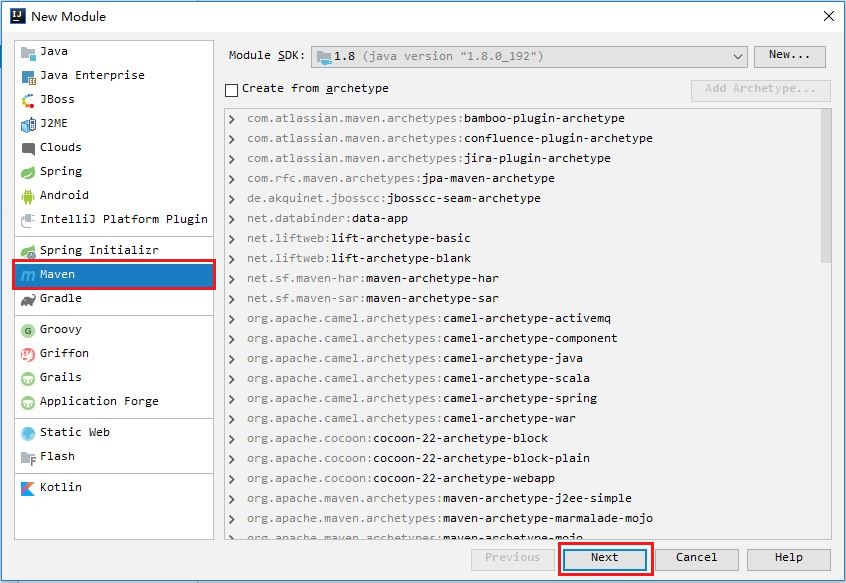 New Module
Java
Java Enterprise
JBoss
J2ME
Clouds
Spring
Android
IntelliJ Platform Plugin
Spring Initializr
Maven
Gradle
Groovy
Griffon
Grails
Application Forge
Static Web
Flash
Kotlin
Module SDK: 1.8 (java version "1.8.0_192") New...
Create from archetype Add Archetype...
com.atlassian.maven.archetypes:bamboo-plugin-archetype
com.atlassian.maven.archetypes:confluence-plugin-archetype
com.atlassian.maven.archetypes:jira-plugin-archetype
com.rfc.maven.archetypes:jpa-maven-archetype
de.akquinet.jbosscc:jbosscc-seam-archetype
net.databinder:data-app
net.liftweb:lift-archetype-basic
net.liftweb:lift-archetype-blank
net.sf.maven-har:maven-archetype-har
net.sf.maven-sar:maven-archetype-sar
org.apache.camel.archetypes:camel-archetype-activemq
org.apache.camel.archetypes:camel-archetype-component
org.apache.camel.archetypes:camel-archetype-java
org.apache.camel.archetypes:camel-archetype-scala
org.apache.camel.archetypes:camel-archetype-spring
org.apache.camel.archetypes:camel-archetype-war
org.apache.cocoon:cocoon-22-archetype-block
org.apache.cocoon:cocoon-22-archetype-block-plain
org.apache.cocoon:cocoon-22-archetype-webapp
org.apache.maven.archetypes:maven-archetype-j2ee-simple
org.apache.maven.archetypes:maven-archetype-marmalade-mojo
org.apache.maven.archetypes:maven-archetype-mojo
Previous Next Cancel Help